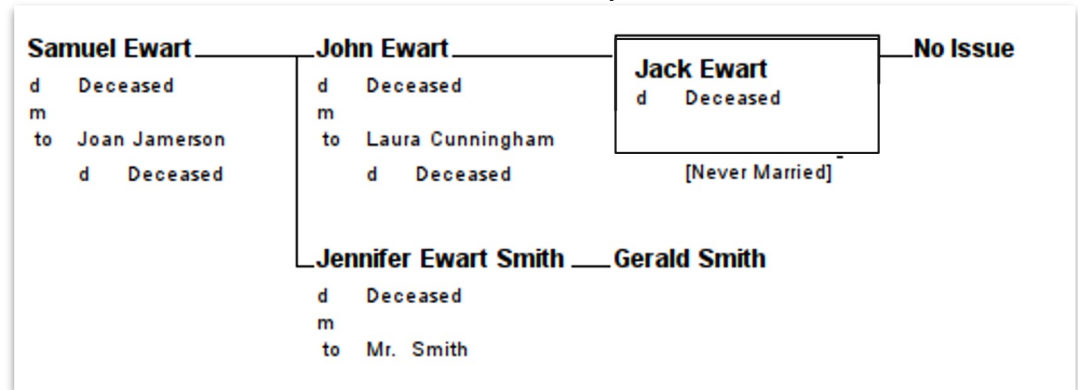 Samuel Ewart
d Deceased
m
to Joan Jamerson
d Deceased
John Ewart
d Deceased
m
to Laura Cunningham
d Deceased
Jack Ewart
d Deceased
[Never Married]
No Issue
Jennifer Ewart Smith
d Deceased
m
to Mr. Smith
Gerald Smith